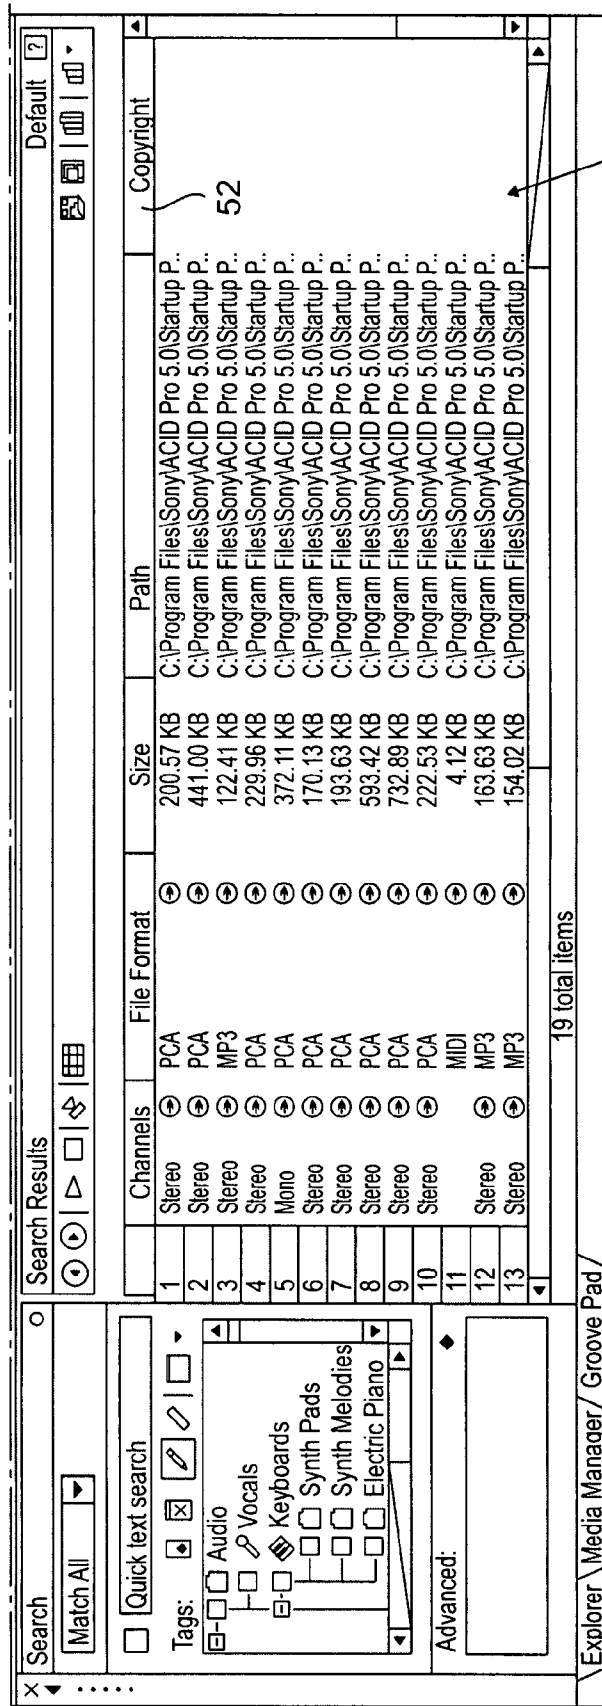 Search
Match All
Quick text search
Tags:
Audio
Vocals
Keyboards
Synth Pads
Synth Melodies
Electric Piano
Advanced:
Search Results Default ?
Channels File Format Size Path Copyright
1 Stereo PCA 200.57 KB C:\Program Files\Sony\ACID Pro 5.0\Startup P..
2 Stereo PCA 441.00 KB C:\Program Files\Sony\ACID Pro 5.0\Startup P..
3 Stereo MP3 122.41 KB C:\Program Files\Sony\ACID Pro 5.0\Startup P..
4 Stereo PCA 229.96 KB C:\Program Files\Sony\ACID Pro 5.0\Startup P..
5 Mono PCA 372.11 KB C:\Program Files\Sony\ACID Pro 5.0\Startup P..
6 Stereo PCA 170.13 KB C:\Program Files\Sony\ACID Pro 5.0\Startup P..
7 Stereo PCA 193.63 KB C:\Program Files\Sony\ACID Pro 5.0\Startup P..
8 Stereo PCA 593.42 KB C:\Program Files\Sony\ACID Pro 5.0\Startup P..
9 Stereo PCA 732.89 KB C:\Program Files\Sony\ACID Pro 5.0\Startup P..
10 Stereo PCA 222.53 KB C:\Program Files\Sony\ACID Pro 5.0\Startup P..
11 MIDI 4.12 KB C:\Program Files\Sony\ACID Pro 5.0\Startup P..
12 Stereo MP3 163.63 KB C:\Program Files\Sony\ACID Pro 5.0\Startup P..
13 Stereo MP3 154.02 KB C:\Program Files\Sony\ACID Pro 5.0\Startup P..
52
19 total items
Explorer \ Media Manager / Groove Pad /